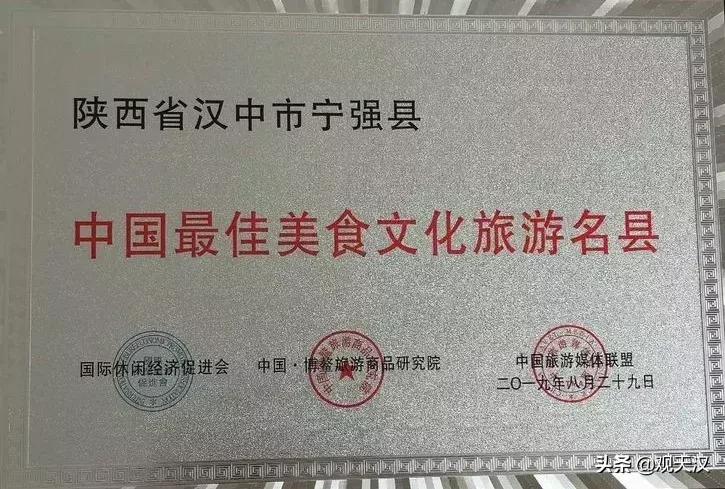 陕西省汉中市宁强县
中国最佳美食文化旅游名县
国际休闲经济促进会
中国·博鳌旅游商品研究院
中国旅游媒体联盟
二〇一九年八月二十九日
头条@观天汉